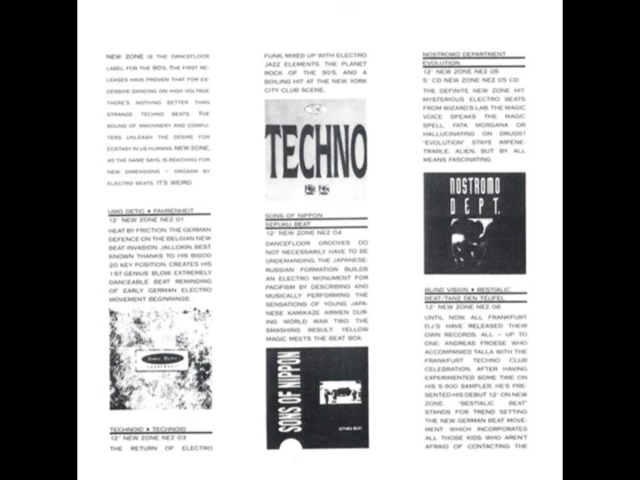 NEW ZONE IS THE DANCEFLOOR
LABEL FOR THE 90'S. THE FIRST RE-
LEASES HAVE PROVEN THAT FOR EX-
CESSIVE DANCING ON HIGH VOLTAGE
THERE'S NOTHING BETTER THAN
STRANGE TECHNO BEATS. THE
SOUND OF MACHINERY AND COMPU-
TERS UNLEASH THE DESIRE FOR
ECSTASY IN US HUMANS. NEW ZONE,
AS THE NAME SAYS, IS REACHING FOR
NEW DIMENSIONS – ORGASM BY
ELECTRO BEATS. IT'S WEIRD.
UMO DETIC • FAHRENHEIT
12" NEW ZONE NEZ 01
HEAT BY FRICTION. THE GERMAN
DEFENCE ON THE BELGIAN NEW
BEAT INVASION. JALLOKIN, BEST
KNOWN THANKS TO HIS BIGOD
20 KEY POSITION, CREATES HIS
1ST GENIUS BLOW: EXTREMELY
DANCEABLE BEAT REMINDING
OF EARLY GERMAN ELECTRO
MOVEMENT BEGINNINGS.
Umo Detic
TECHNOID • TECHNOID
12" NEW ZONE NEZ 03
THE RETURN OF ELECTRO
FUNK, MIXED UP WITH ELECTRO
JAZZ ELEMENTS. THE PLANET
ROCK OF THE 90'S, AND A
BOILING HIT AT THE NEW YORK
CITY CLUB SCENE.
TECHNO
SONS OF NIPPON
SEPUKU BEAT
12" NEW ZONE NEZ 04
DANCEFLOOR GROOVES DO
NOT NECESSARILY HAVE TO BE
UNDEMANDING. THE JAPANESE-
RUSSIAN FORMATION BUILDS
AN ELECTRO MONUMENT FOR
PACIFISM BY DESCRIBING AND
MUSICALLY PERFORMING THE
SENSATIONS OF YOUNG JAPA-
NESE KAMIKAZE AIRMEN DUR-
ING WORLD WAR TWO. THE
SMASHING RESULT: YELLOW
MAGIC MEETS THE BEAT BOX.
SONS OF NIPPON
SEPUKU BEAT
NOSTROMO DEPARTMENT
EVOLUTION
12" NEW ZONE NEZ 05
5" CD NEW ZONE NEZ 05 CD
THE DEFINITE NEW ZONE HIT
MYSTERIOUS ELECTRO BEATS
FROM WIZARD'S LAB. THE MAGIC
VOICE SPEAKS THE MAGIC
SPELL. FATA MORGANA OR
HALLUCINATING ON DRUGS?
"EVOLUTION" STAYS IMPENE-
TRABLE, ALIEN, BUT BY ALL
MEANS FASCINATING.
NOSTROMO
DEPT.
BLIND VISION • BESTIALIC
BEAT/TANZ DEN TEUFEL
12" NEW ZONE NEZ 06
UNTIL NOW, ALL FRANKFURT
DJ'S HAVE RELEASED THEIR
OWN RECORDS. ALL – UP TO
ONE: ANDREAS FROESE WHO
ACCOMPANIED TALLA WITH THE
FRANKFURT TECHNO CLUB
CELEBRATION. AFTER HAVING
EXPERIMENTED SOME TIME ON
HIS S-900 SAMPLER, HE'S PRE-
SENTED HIS DEBUT 12" ON NEW
ZONE. "BESTIALIC BEAT"
STANDS FOR TREND SETTING
THE NEW GERMAN BEAT MOVE-
MENT WHICH INCORPORATES
ALL THOSE KIDS WHO AREN'T
AFRAID OF CONTACTING THE